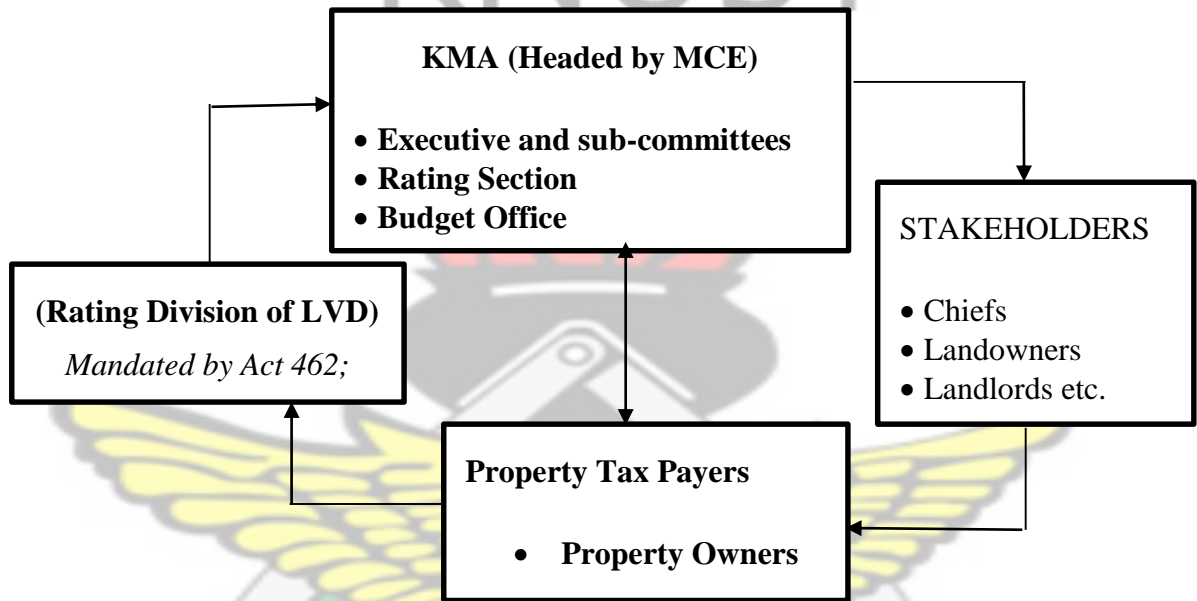 KMA (Headed by MCE)
• Executive and sub-committees
• Rating Section
• Budget Office
STAKEHOLDERS
• Chiefs
• Landowners
• Landlords etc.
(Rating Division of LVD)
Mandated by Act 462;
Property Tax Payers
• Property Owners